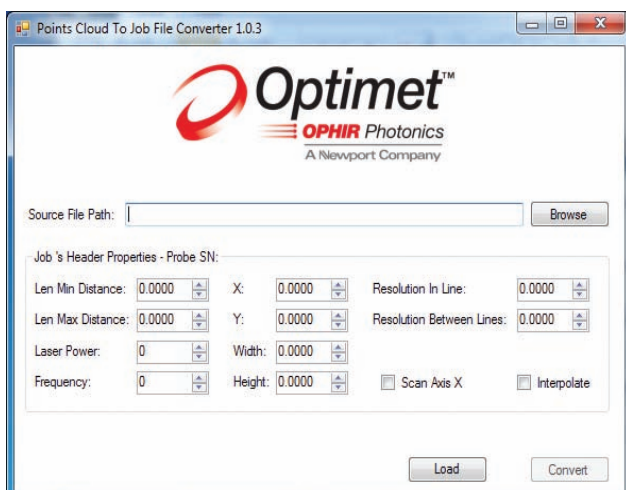 Points Cloud To Job File Converter 1.0.3
Optimet™
OPHIR Photonics
A Newport Company
Source File Path: Browse
Job 's Header Properties - Probe SN:
Len Min Distance: 0.0000 X: 0.0000 Resolution In Line: 0.0000
Len Max Distance: 0.0000 Y: 0.0000 Resolution Between Lines: 0.0000
Laser Power: 0 Width: 0.0000
Frequency: 0 Height: 0.0000 Scan Axis X Interpolate
Load Convert